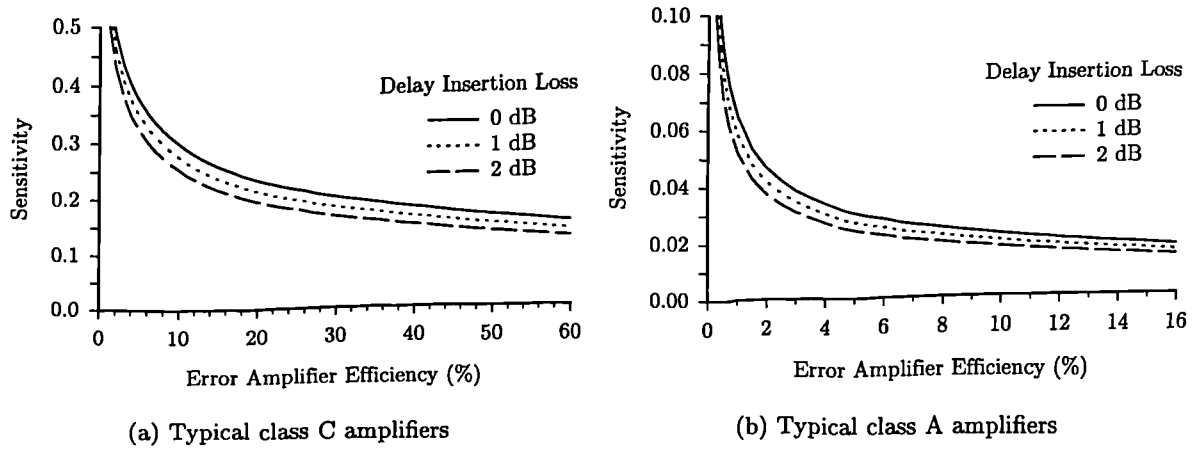 0.5
0.4
0.3
0.2
0.1
0.0
Sensitivity
Delay Insertion Loss
0 dB
1 dB
2 dB
0 10 20 30 40 50 60
Error Amplifier Efficiency (%)
(a) Typical class C amplifiers
0.10
0.08
0.06
0.04
0.02
0.00
Sensitivity
Delay Insertion Loss
0 dB
1 dB
2 dB
0 2 4 6 8 10 12 14 16
Error Amplifier Efficiency (%)
(b) Typical class A amplifiers